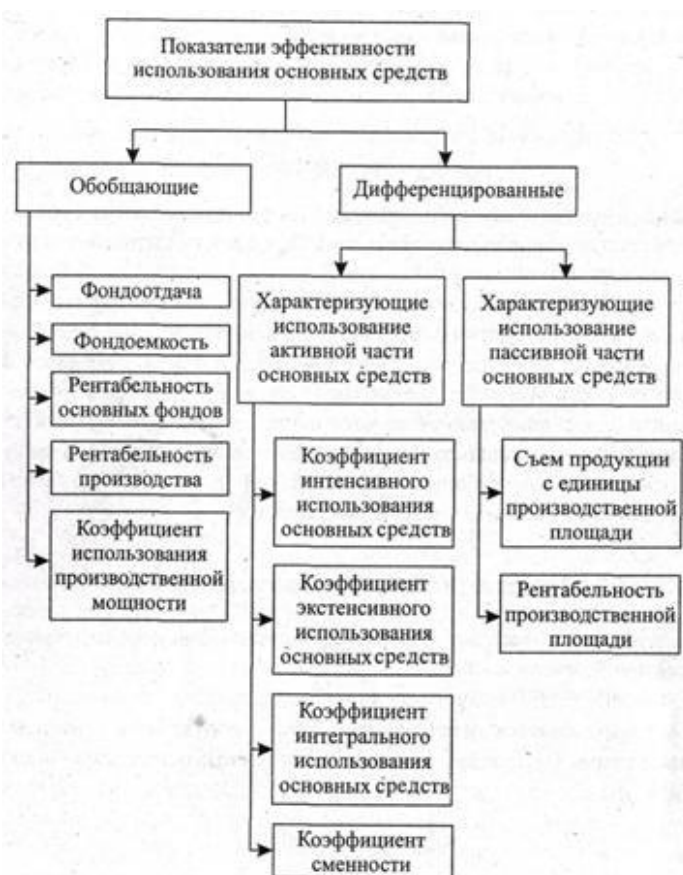 Показатели эффективности
использования основных средств
Обобщающие
Дифференцированные
Фондоотдача
Фондоемкость
Рентабельность
основных фондов
Рентабельность
производства
Коэффициент
использования
производственной
мощности
Характеризующие
использование
активной части
основных средств
Коэффициент
интенсивного
использования
основных средств
Коэффициент
экстенсивного
использования
основных средств
Коэффициент
интегрального
использования
основных средств
Коэффициент
сменности
Характеризующие
использование
пассивной части
основных средств
Съем продукции
с единицы
производственной
площади
Рентабельность
производственной
площади